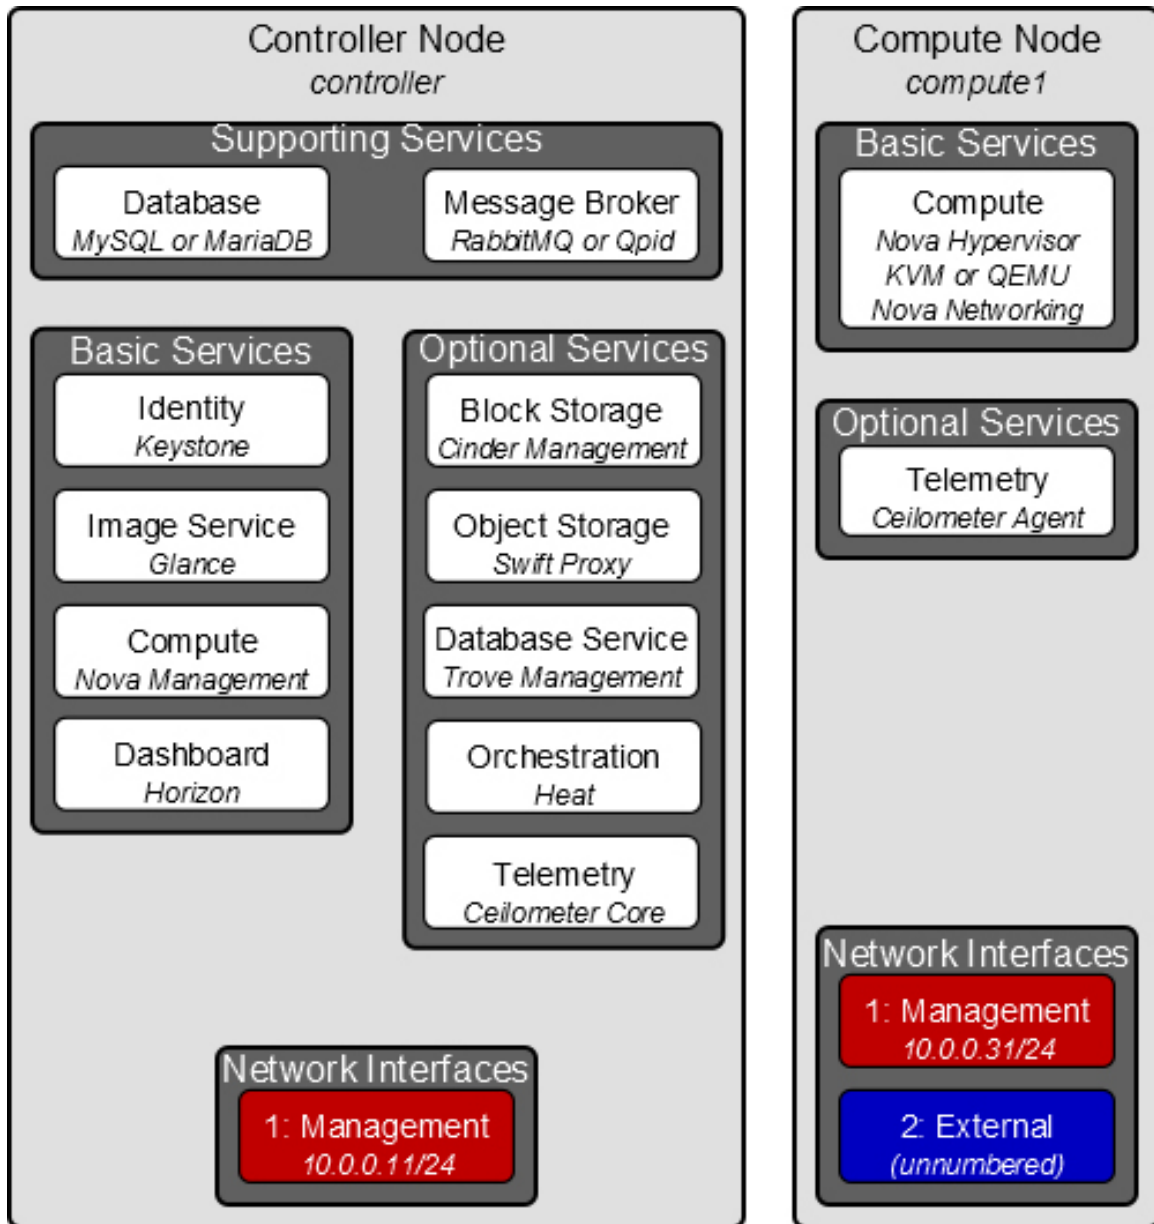 Controller Node
controller
Supporting Services
Database
MySQL or MariaDB
Message Broker
RabbitMQ or Qpid
Basic Services
Identity
Keystone
Image Service
Glance
Compute
Nova Management
Dashboard
Horizon
Optional Services
Block Storage
Cinder Management
Object Storage
Swift Proxy
Database Service
Trove Management
Orchestration
Heat
Telemetry
Ceilometer Core
Network Interfaces
1: Management
10.0.0.11/24
Compute Node
compute1
Basic Services
Compute
Nova Hypervisor
KVM or QEMU
Nova Networking
Optional Services
Telemetry
Ceilometer Agent
Network Interfaces
1: Management
10.0.0.31/24
2: External
(unnumbered)